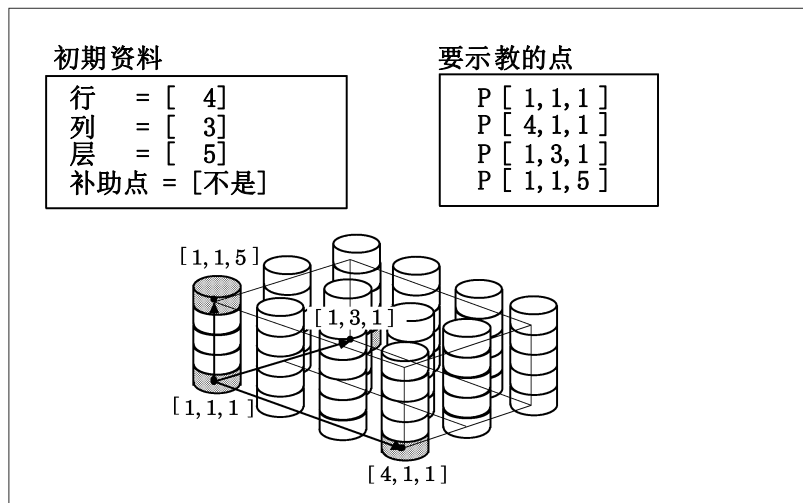 初期资料
行 = [ 4]
列 = [ 3]
层 = [ 5]
补助点 = [不是]
要示教的点
P [ 1,1,1 ]
P [ 4,1,1 ]
P [ 1,3,1 ]
P [ 1,1,5 ]
[1,1,5]
[1,3,1]
[1,1,1]
[4,1,1]